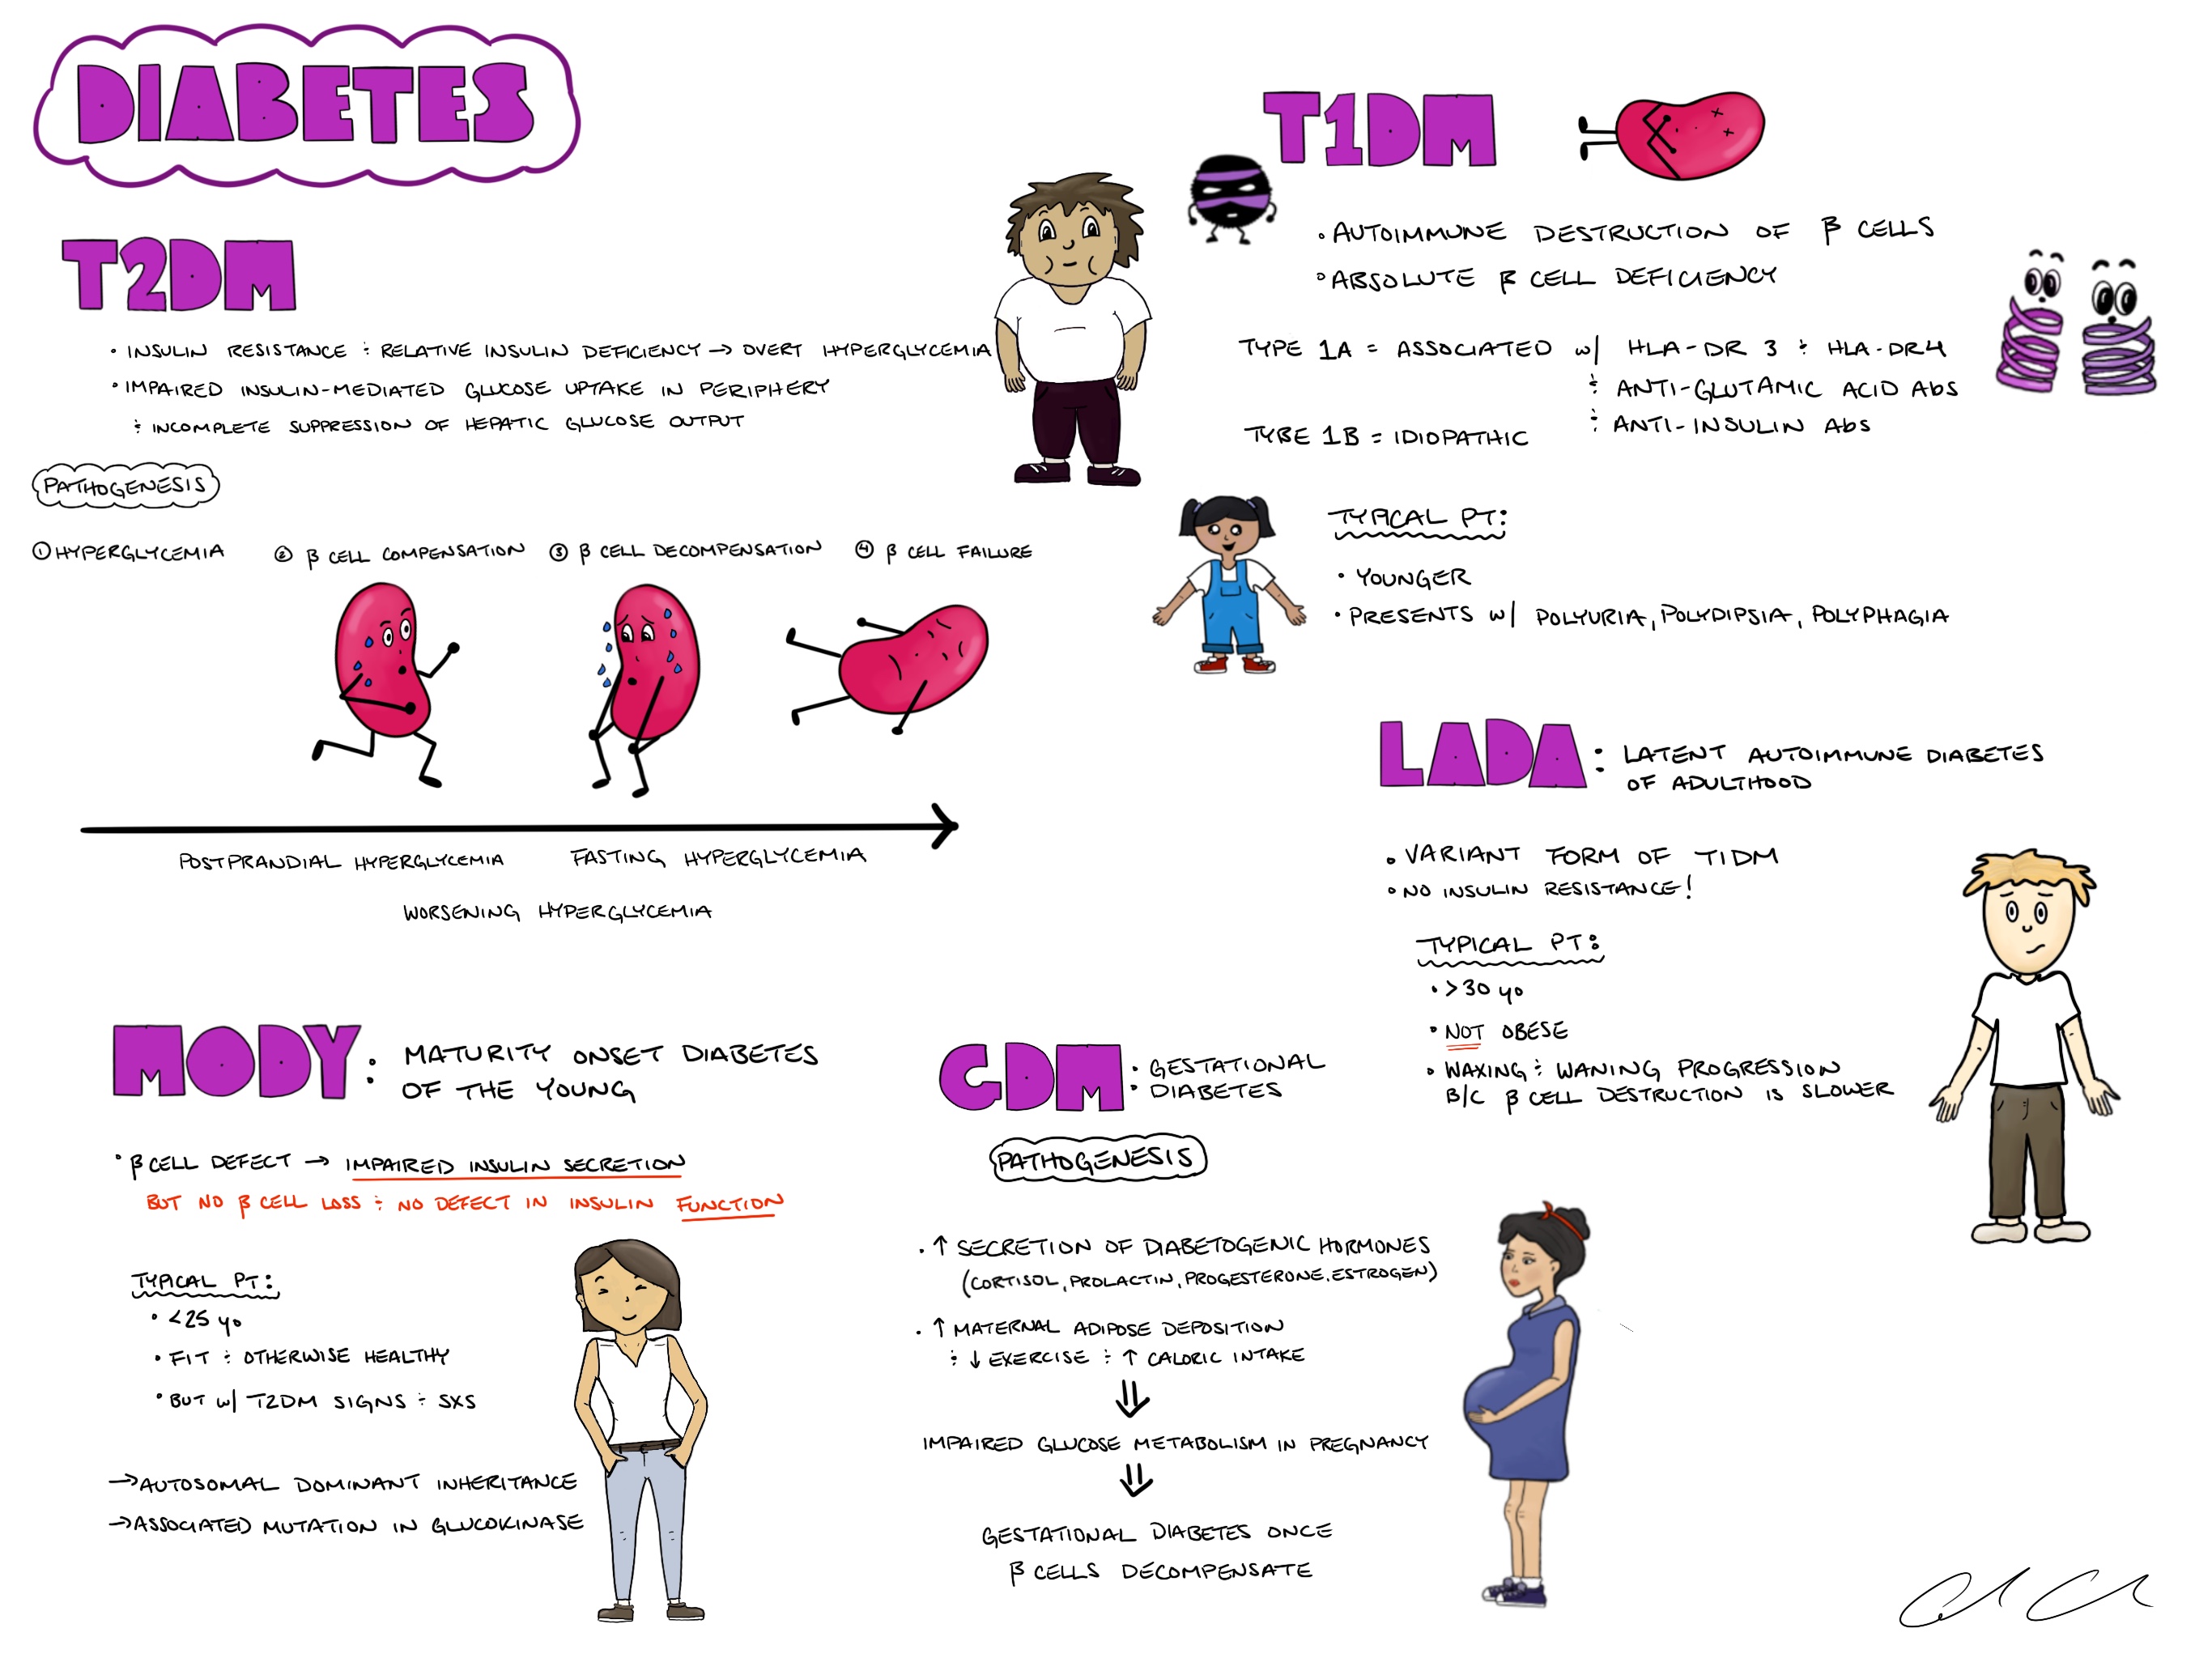 DIABETES
T2DM
• INSULIN RESISTANCE & RELATIVE INSULIN DEFICIENCY → OVERT HYPERGLYCEMIA
• IMPAIRED INSULIN-MEDIATED GLUCOSE UPTAKE IN PERIPHERY
& INCOMPLETE SUPPRESSION OF HEPATIC GLUCOSE OUTPUT
PATHOGENESIS
① HYPERGLYCEMIA ② β CELL COMPENSATION ③ β CELL DECOMPENSATION ④ β CELL FAILURE
POSTPRANDIAL HYPERGLYCEMIA FASTING HYPERGLYCEMIA
WORSENING HYPERGLYCEMIA
T1DM
• AUTOIMMUNE DESTRUCTION OF β CELLS
• ABSOLUTE β CELL DEFICIENCY
TYPE 1A = ASSOCIATED w/ HLA-DR 3 & HLA-DR4
& ANTI-GLUTAMIC ACID Abs
& ANTI-INSULIN Abs
TYBE 1B = IDIOPATHIC
TYPICAL PT:
• YOUNGER
• PRESENTS w/ POLYURIA, POLYDIPSIA, POLYPHAGIA
LADA: LATENT AUTOIMMUNE DIABETES
OF ADULTHOOD
• VARIANT FORM OF T1DM
• NO INSULIN RESISTANCE!
TYPICAL PT:
• >30 yo
• NOT OBESE
• WAXING & WANING PROGRESSION
B/C β CELL DESTRUCTION IS SLOWER
MODY: MATURITY ONSET DIABETES
OF THE YOUNG
• β CELL DEFECT → IMPAIRED INSULIN SECRETION
BUT NO β CELL LOSS & NO DEFECT IN INSULIN FUNCTION
TYPICAL PT:
• <25 yo
• FIT & OTHERWISE HEALTHY
• BUT w/ T2DM SIGNS & SXS
→ AUTOSOMAL DOMINANT INHERITANCE
→ ASSOCIATED MUTATION IN GLUCOKINASE
GDM: GESTATIONAL
DIABETES
PATHOGENESIS
• ↑ SECRETION OF DIABETOGENIC HORMONES
(CORTISOL, PROLACTIN, PROGESTERONE, ESTROGEN)
• ↑ MATERNAL ADIPOSE DEPOSITION
& ↓ EXERCISE & ↑ CALORIC INTAKE
⇓
IMPAIRED GLUCOSE METABOLISM IN PREGNANCY
⇓
GESTATIONAL DIABETES ONCE
β CELLS DECOMPENSATE